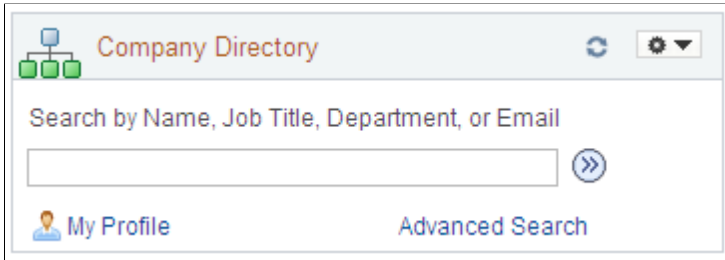 Company Directory
Search by Name, Job Title, Department, or Email
My Profile
Advanced Search